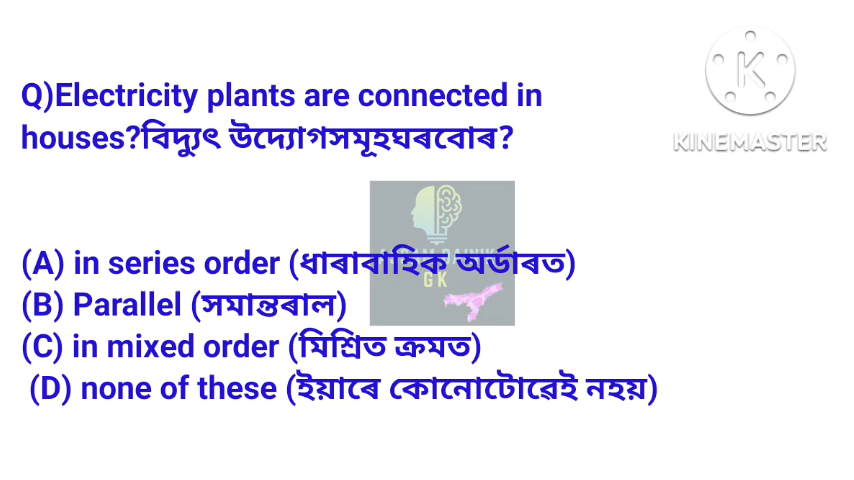 Q)Electricity plants are connected in
houses?বিদ্যুৎ উদ্যোগসমূহঘৰবোৰ?
KINEMASTER
(A) in series order (ধাৰাবাহিক অৰ্ডাৰত)
(B) Parallel (সমান্তৰাল)
GK
(C) in mixed order (মিশ্ৰিত ক্ৰমত)
(D) none of these (ইয়াৰে কোনোটোৱেই নহয়)